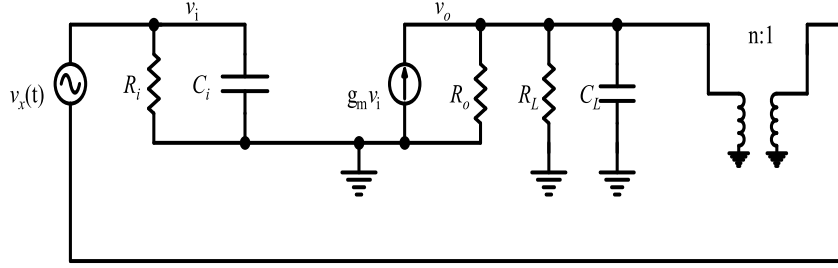 v_i
v_o
n:1
v_x(t)
R_i
C_i
g_m v_i
R_o
R_L
C_L